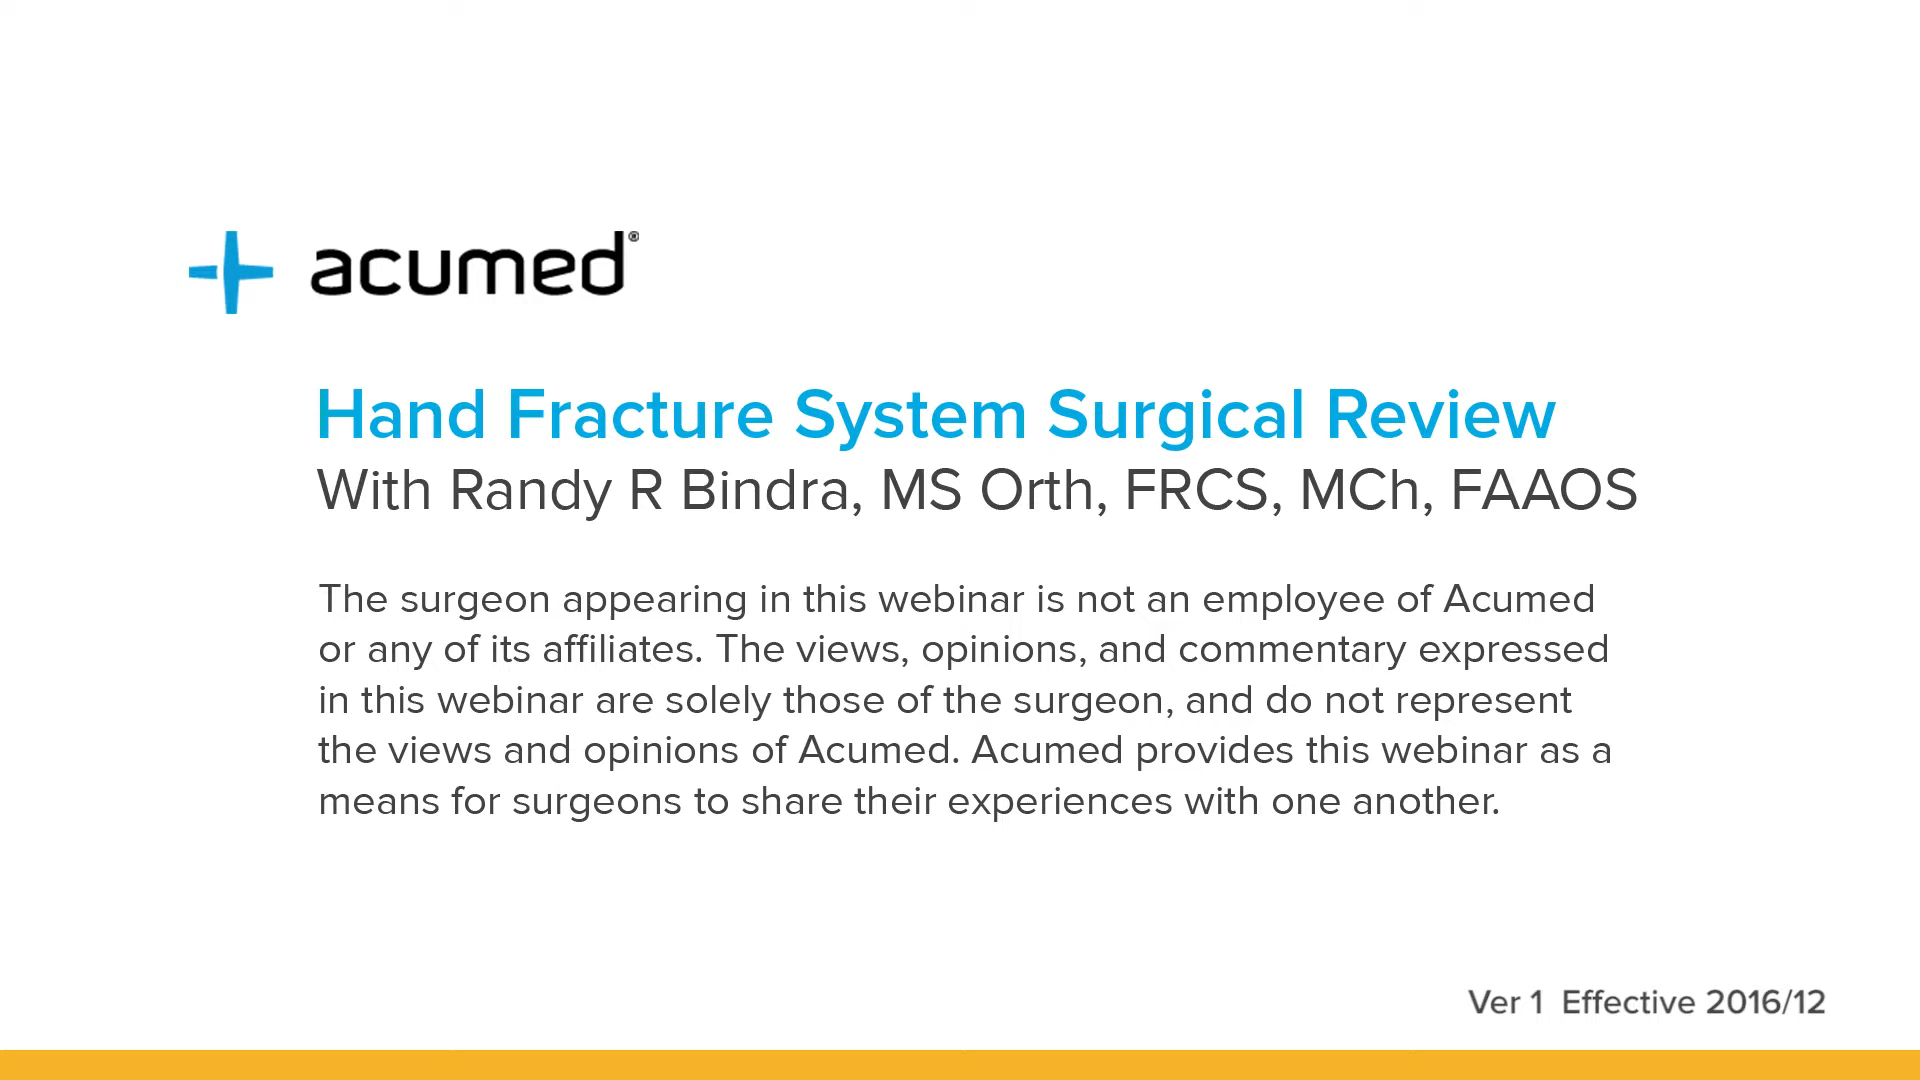 acumed®
Hand Fracture System Surgical Review
With Randy R Bindra, MS Orth, FRCS, MCh, FAAOS
The surgeon appearing in this webinar is not an employee of Acumed
or any of its affiliates. The views, opinions, and commentary expressed
in this webinar are solely those of the surgeon, and do not represent
the views and opinions of Acumed. Acumed provides this webinar as a
means for surgeons to share their experiences with one another.
Ver 1 Effective 2016/12